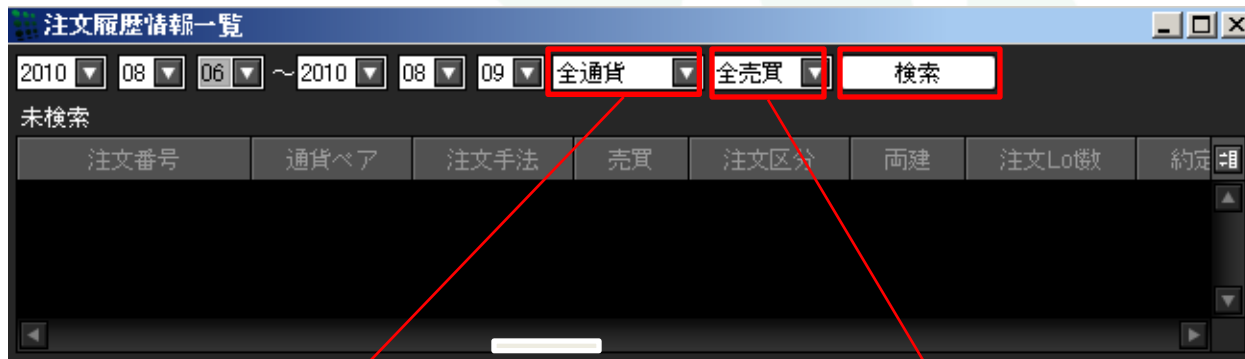 注文履歴情報一覧
2010 08 06 ～ 2010 08 09 全通貨 全売買 検索
未検索
注文番号 通貨ペア 注文手法 売買 注文区分 両建 注文Lot数 約定